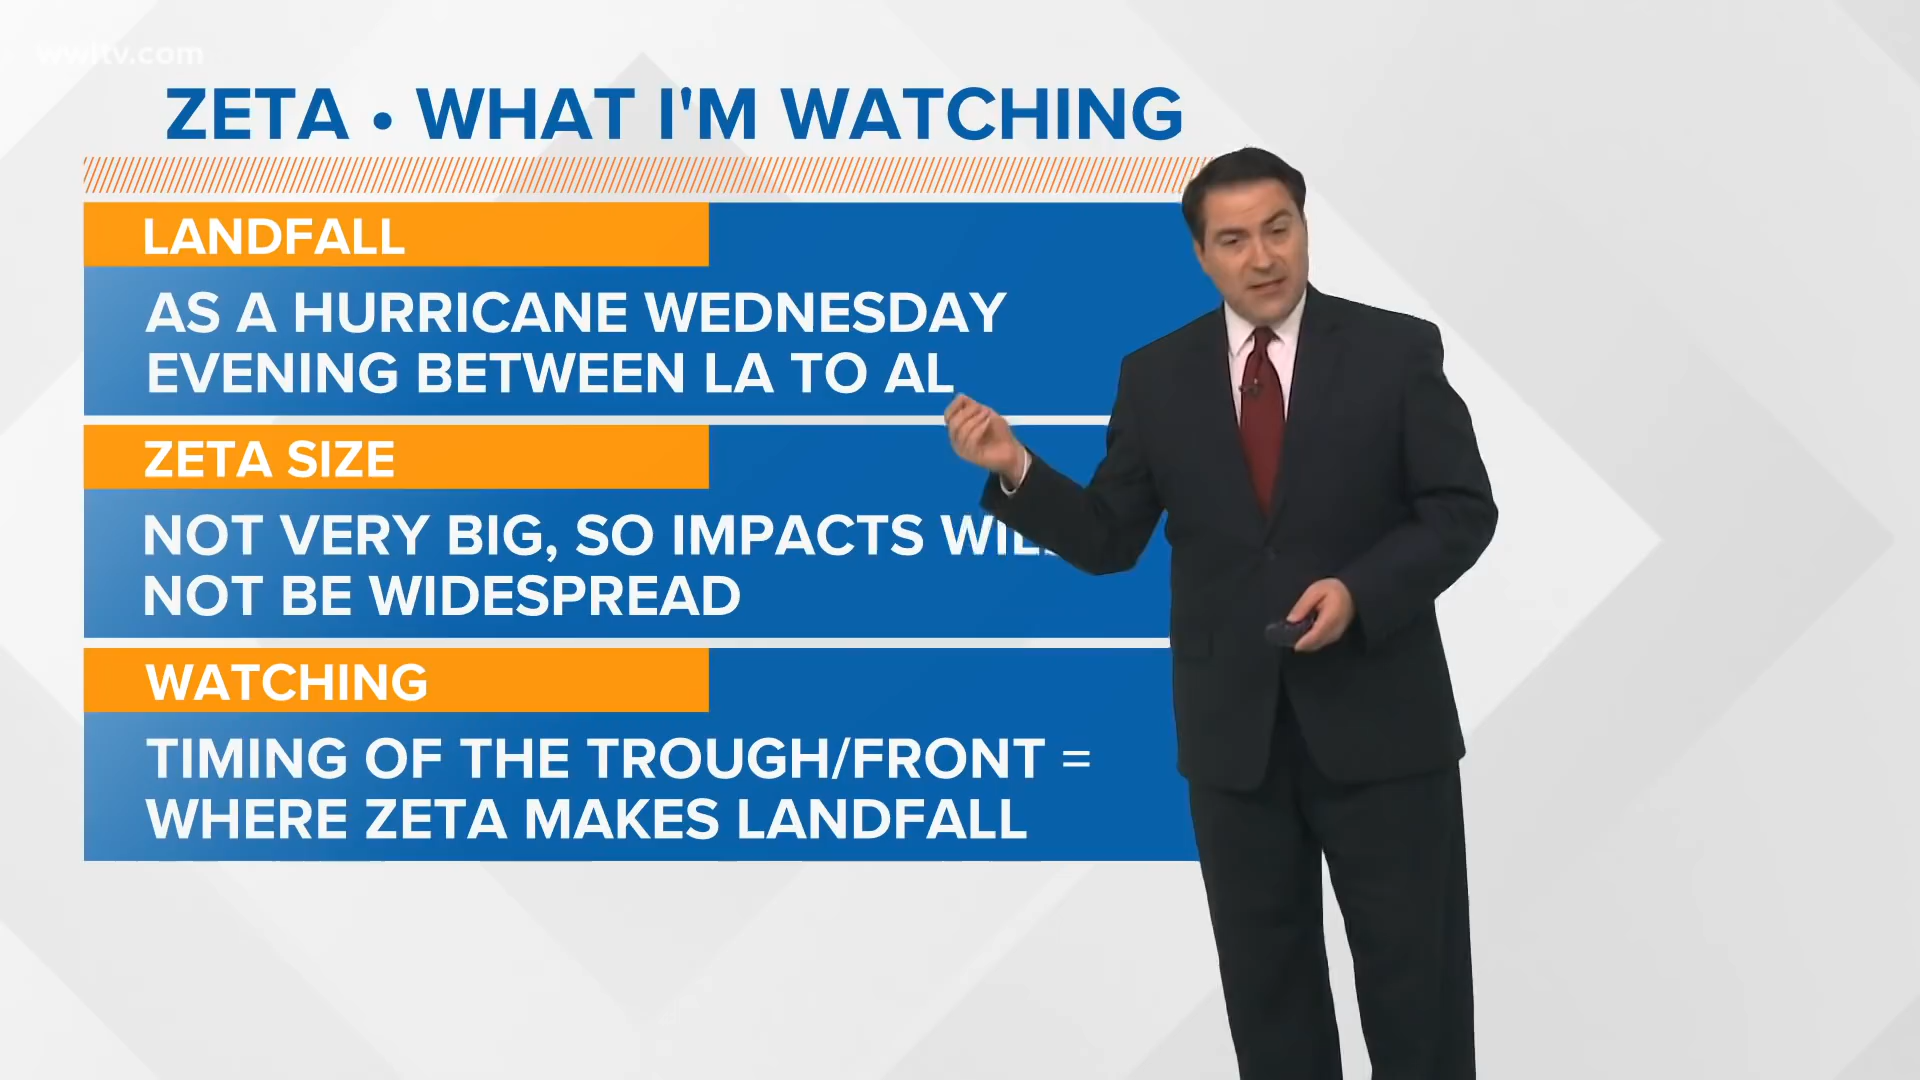 wwltv.com
ZETA • WHAT I'M WATCHING
LANDFALL
AS A HURRICANE WEDNESDAY
EVENING BETWEEN LA TO AL
ZETA SIZE
NOT VERY BIG, SO IMPACTS WILL
NOT BE WIDESPREAD
WATCHING
TIMING OF THE TROUGH/FRONT =
WHERE ZETA MAKES LANDFALL